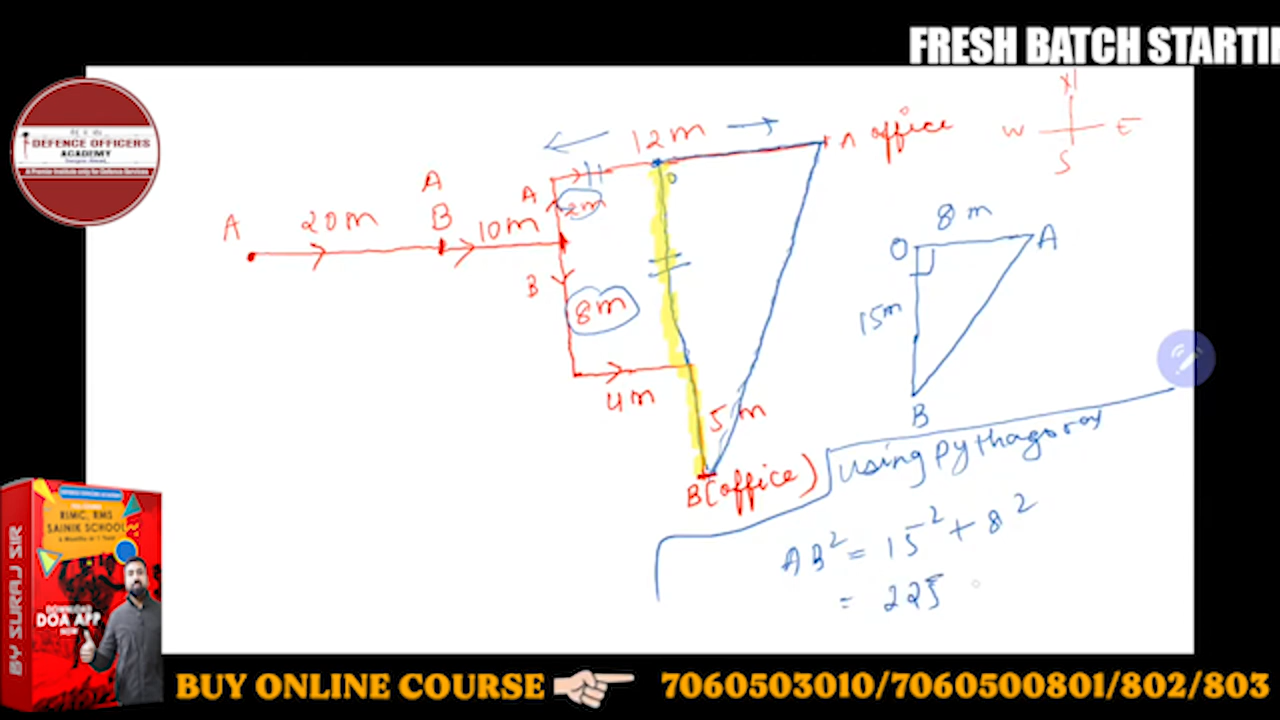 FRESH BATCH STARTIN
DEFENCE OFFICERS
ACADEMY
A
20m
A
B
10m
A
2m
12m
O
A office
W
E
S
B
8m
4m
5m
B(office)
O
8m
A
15m
B
using pythagorax
AB² = 15² + 8²
= 225
RIMC, RMS
SAINIK SCHOOL
DOWNLOAD
DOA APP
NOW
BY SURAJ SIR
BUY ONLINE COURSE
7060503010/7060500801/802/803